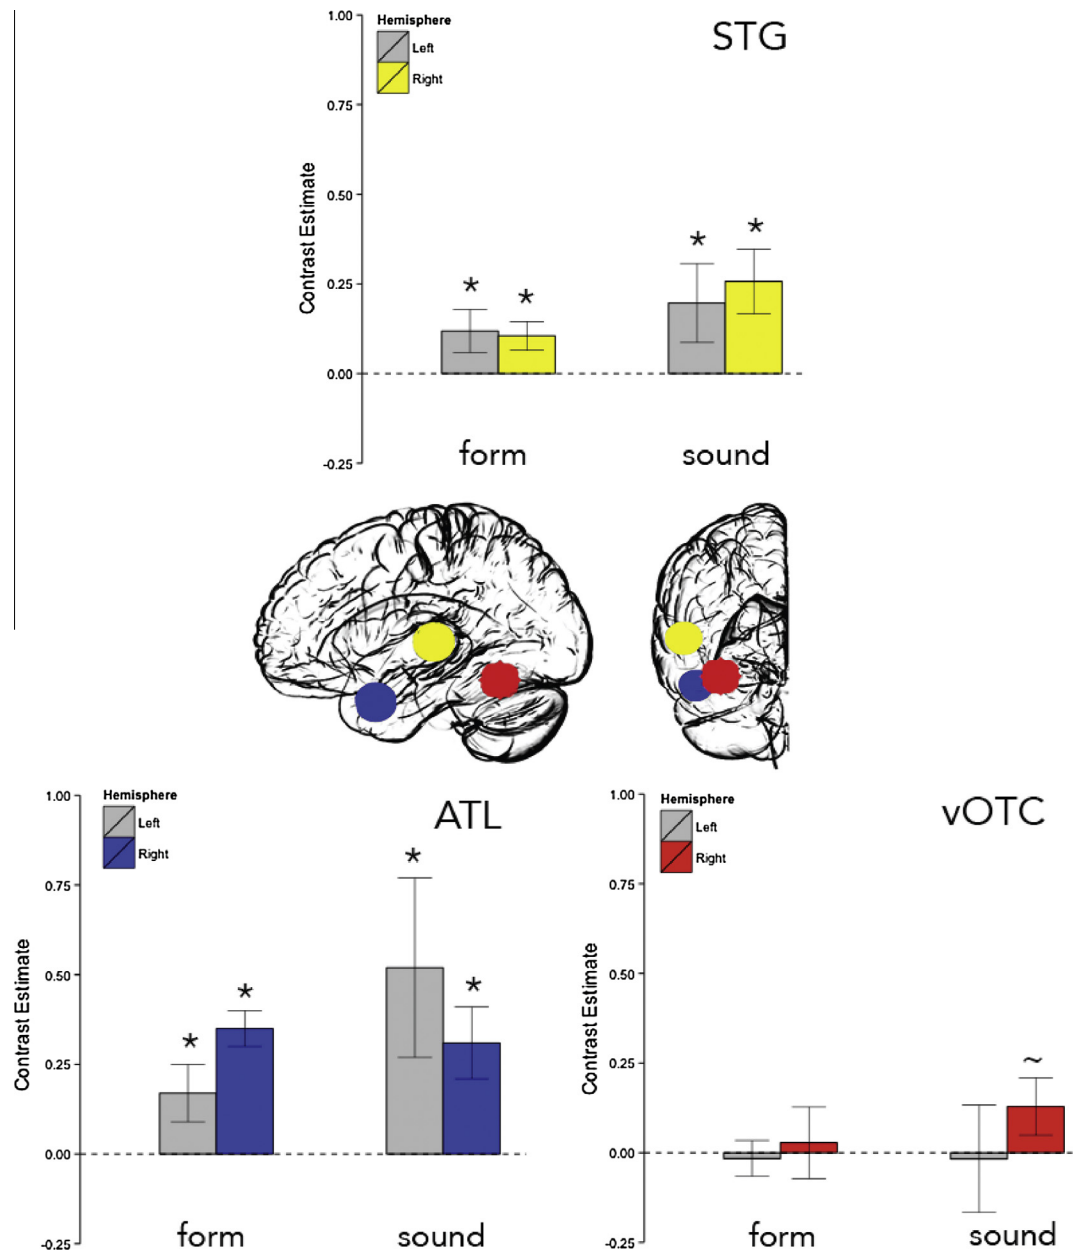 STG
Hemisphere
Left
Right
1.00
0.75
0.50
0.25
0.00
-0.25
Contrast Estimate
* * * *
form sound
ATL
Hemisphere
Left
Right
1.00
0.75
0.50
0.25
0.00
-0.25
Contrast Estimate
* * * *
form sound
vOTC
Hemisphere
Left
Right
1.00
0.75
0.50
0.25
0.00
-0.25
Contrast Estimate
~
form sound